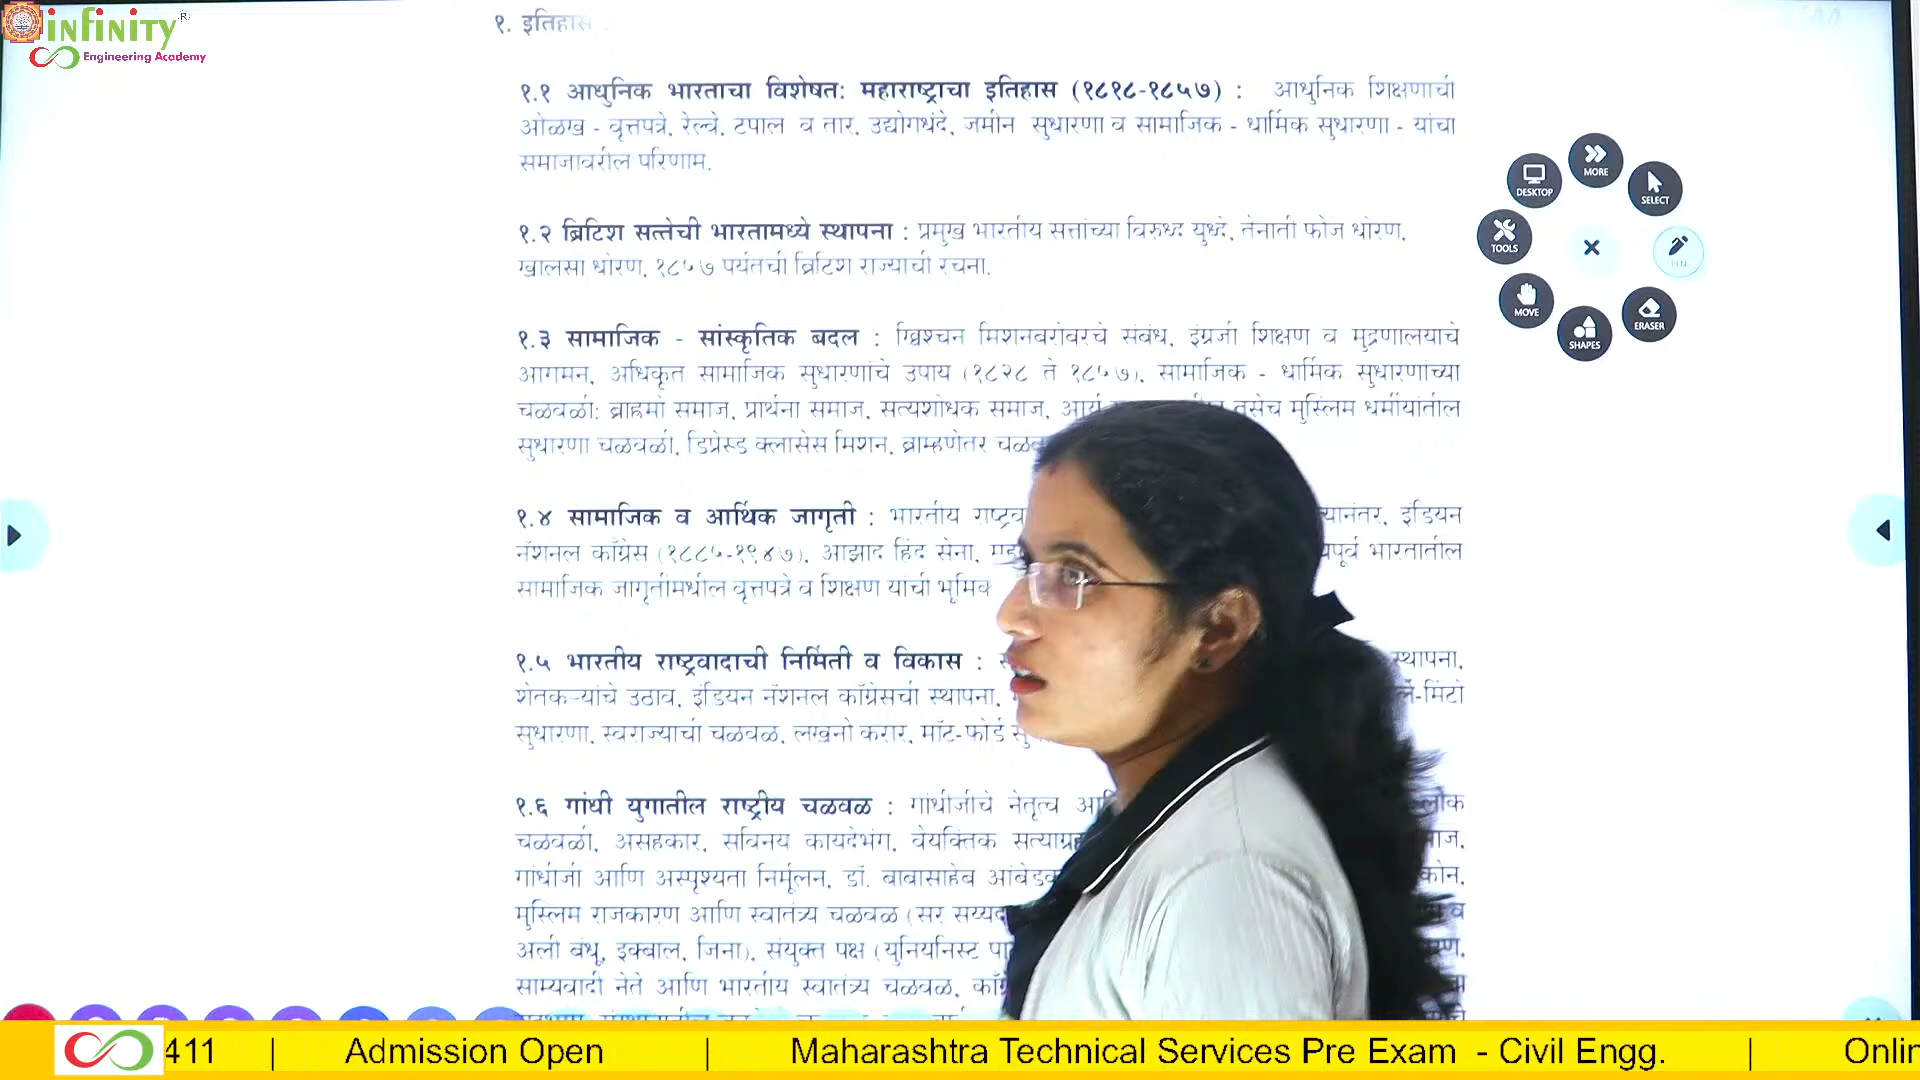 infinity
R
Engineering Academy
१. इतिहास
१.१ आधुनिक भारताचा विशेषत: महाराष्ट्राचा इतिहास (१८१८-१८५७) : आधुनिक शिक्षणाची
ओळख - वृत्तपत्रे, रेल्वे, टपाल व तार, उद्योगधंदे, जमीन सुधारणा व सामाजिक - धार्मिक सुधारणा - यांचा
समाजावरील परिणाम.
१.२ ब्रिटिश सत्तेची भारतामध्ये स्थापना : प्रमुख भारतीय सत्तांच्या विरुध्द युध्दे, तैनाती फौज धोरण,
खालसा धोरण, १८५७ पर्यंतची ब्रिटिश राज्याची रचना.
१.३ सामाजिक - सांस्कृतिक बदल : ख्रिश्चन मिशनबरोबरचे संबंध, इंग्रजी शिक्षण व मुद्रणालयाचे
आगमन, अधिकृत सामाजिक सुधारणांचे उपाय (१८२८ ते १८५७), सामाजिक - धार्मिक सुधारणांच्या
चळवळी: ब्राह्मो समाज, प्रार्थना समाज, सत्यशोधक समाज, आर्य तसेच मुस्लिम धर्मीयांतील
सुधारणा चळवळी, डिप्रेस्ड क्लासेस मिशन, ब्राम्हणेतर
१.४ सामाजिक व आर्थिक जागृती : भारतीय इंडियन
नॅशनल काँग्रेस (१८८५-१९४७), आझाद हिंद सेना, भारतातील
सामाजिक जागृतीमधील वृत्तपत्रे व शिक्षण यांची
१.५ भारतीय राष्ट्रवादाची निर्मिती व विकास : स्थापना,
शेतकऱ्यांचे उठाव, इंडियन नॅशनल काँग्रेसची स्थापना,
सुधारणा, स्वराज्याची चळवळ, लखनौ करार, माँट-फोर्ड
१.६ गांधी युगातील राष्ट्रीय चळवळ : गांधीजीचे नेतृत्व
चळवळी, असहकार, सविनय कायदेभंग, वैयक्तिक
गांधीजी आणि अस्पृश्यता निर्मूलन, डॉ. बाबासाहेब
मुस्लिम राजकारण आणि स्वातंत्र्य चळवळ (सर व
अली बंधू, इक्बाल, जिना), संयुक्त पक्ष (युनियनिस्ट
साम्यवादी नेते आणि भारतीय स्वातंत्र्य चळवळ,
DESKTOP
MORE
SELECT
TOOLS
MOVE
SHAPES
ERASER
411 | Admission Open | Maharashtra Technical Services Pre Exam - Civil Engg. |